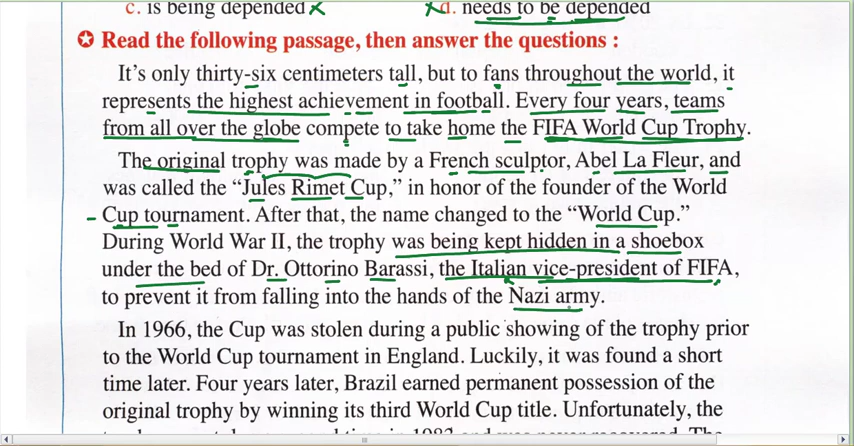 c. is being depended
d. needs to be depended
Read the following passage, then answer the questions :
It's only thirty-six centimeters tall, but to fans throughout the world, it
represents the highest achievement in football. Every four years, teams
from all over the globe compete to take home the FIFA World Cup Trophy.
The original trophy was made by a French sculptor, Abel La Fleur, and
was called the “Jules Rimet Cup,” in honor of the founder of the World
Cup tournament. After that, the name changed to the “World Cup.”
During World War II, the trophy was being kept hidden in a shoebox
under the bed of Dr. Ottorino Barassi, the Italian vice-president of FIFA,
to prevent it from falling into the hands of the Nazi army.
In 1966, the Cup was stolen during a public showing of the trophy prior
to the World Cup tournament in England. Luckily, it was found a short
time later. Four years later, Brazil earned permanent possession of the
original trophy by winning its third World Cup title. Unfortunately, the